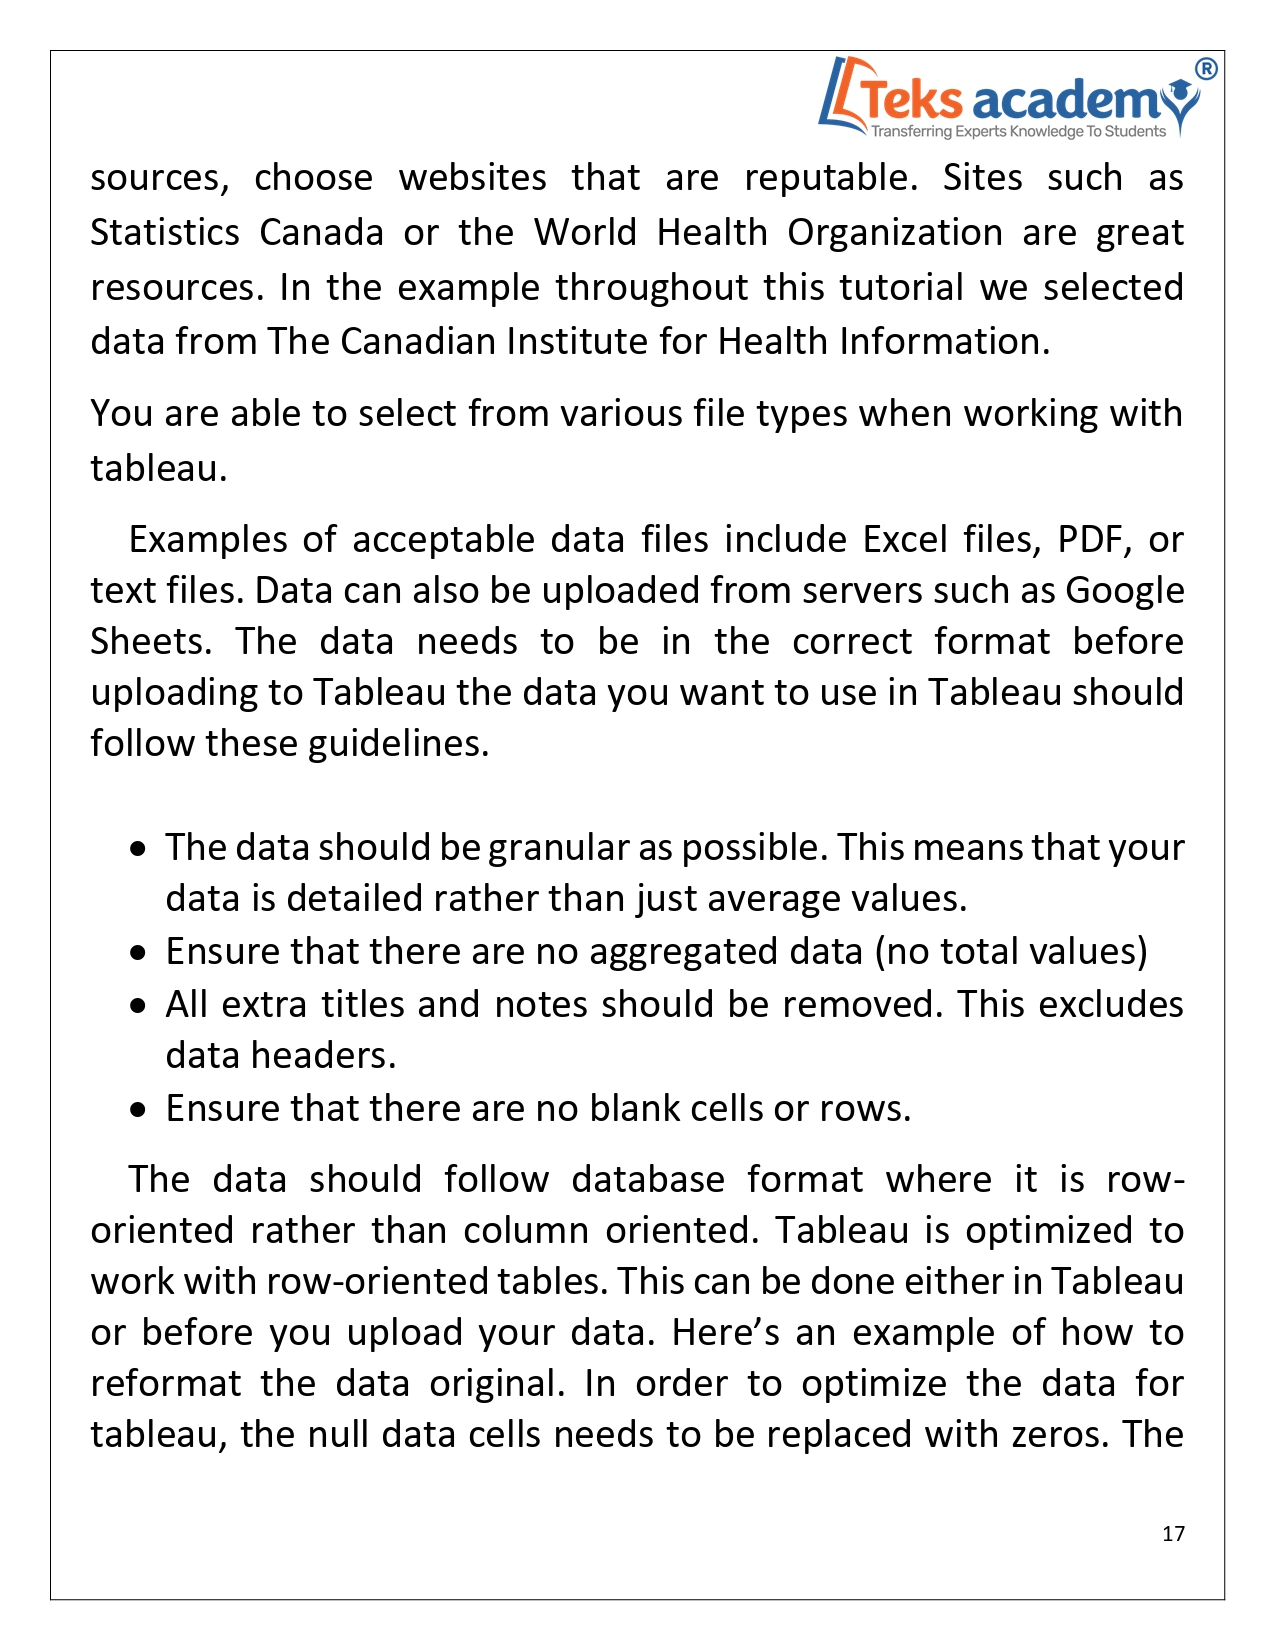 Teks academy®
Transferring Experts Knowledge To Students
sources, choose websites that are reputable. Sites such as
Statistics Canada or the World Health Organization are great
resources. In the example throughout this tutorial we selected
data from The Canadian Institute for Health Information.
You are able to select from various file types when working with
tableau.
Examples of acceptable data files include Excel files, PDF, or
text files. Data can also be uploaded from servers such as Google
Sheets. The data needs to be in the correct format before
uploading to Tableau the data you want to use in Tableau should
follow these guidelines.
• The data should be granular as possible. This means that your
data is detailed rather than just average values.
• Ensure that there are no aggregated data (no total values)
• All extra titles and notes should be removed. This excludes
data headers.
• Ensure that there are no blank cells or rows.
The data should follow database format where it is row-
oriented rather than column oriented. Tableau is optimized to
work with row-oriented tables. This can be done either in Tableau
or before you upload your data. Here’s an example of how to
reformat the data original. In order to optimize the data for
tableau, the null data cells needs to be replaced with zeros. The
17